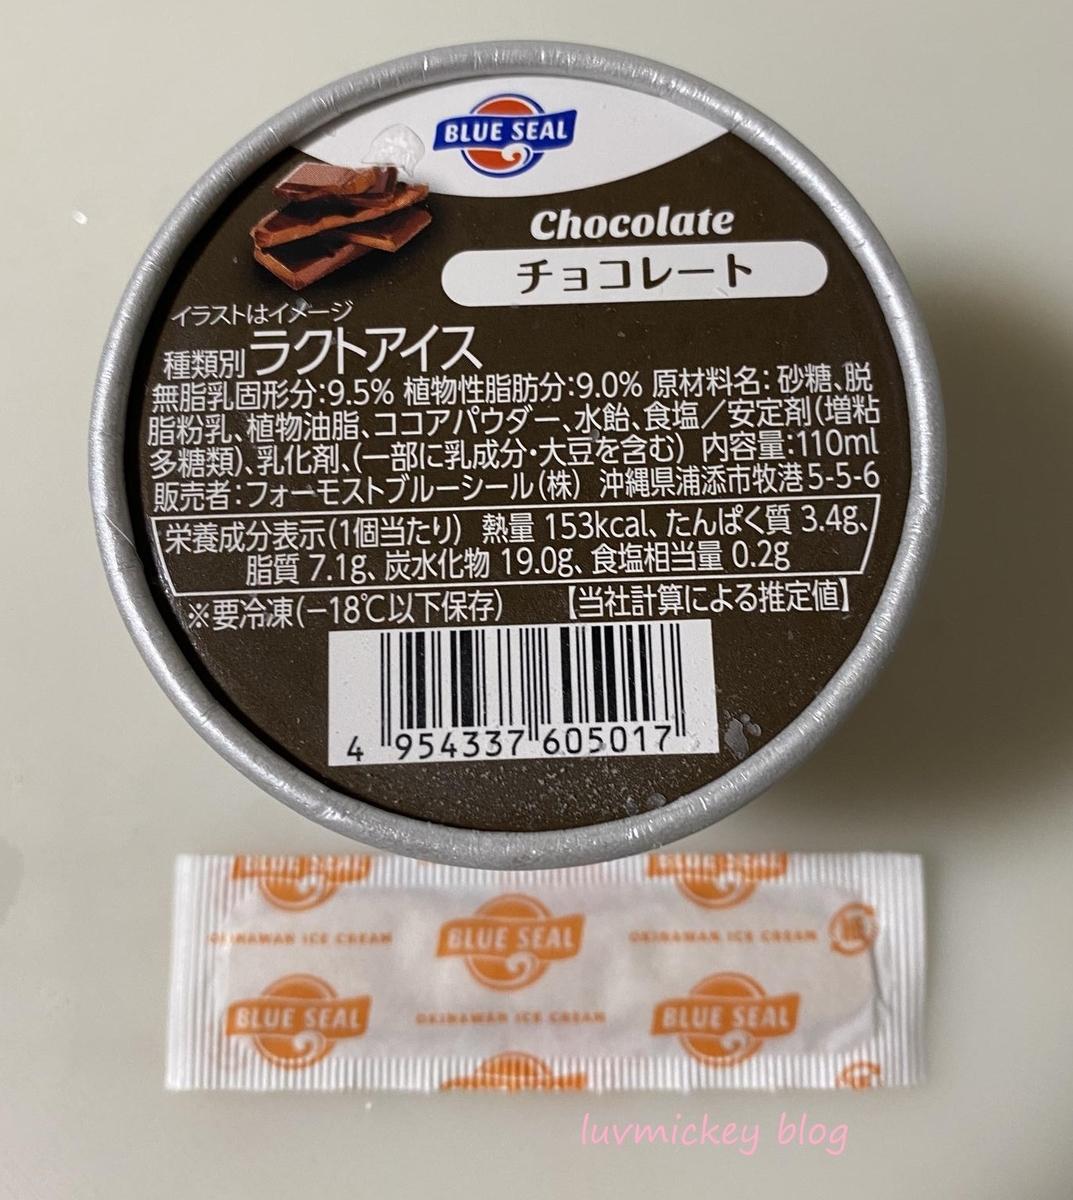 BLUE SEAL
Chocolate
チョコレート
イラストはイメージ
種類別 ラクトアイス
無脂乳固形分:9.5% 植物性脂肪分:9.0% 原材料名: 砂糖、脱
脂粉乳、植物油脂、ココアパウダー、水飴、食塩／安定剤(増粘
多糖類)、乳化剤、(一部に乳成分・大豆を含む) 内容量:110ml
販売者:フォーモストブルーシール(株) 沖縄県浦添市牧港5-5-6
栄養成分表示(1個当たり) 熱量 153kcal、たんぱく質 3.4g、
脂質 7.1g、炭水化物 19.0g、食塩相当量 0.2g
※要冷凍(−18℃以下保存) 【当社計算による推定値】
4 954337 605017
BLUE SEAL BLUE SEAL
OKINAWAN ICE CREAM BLUE SEAL OKINAWAN ICE CREAM
BLUE SEAL OKINAWAN ICE CREAM BLUE SEAL
luvmickey blog